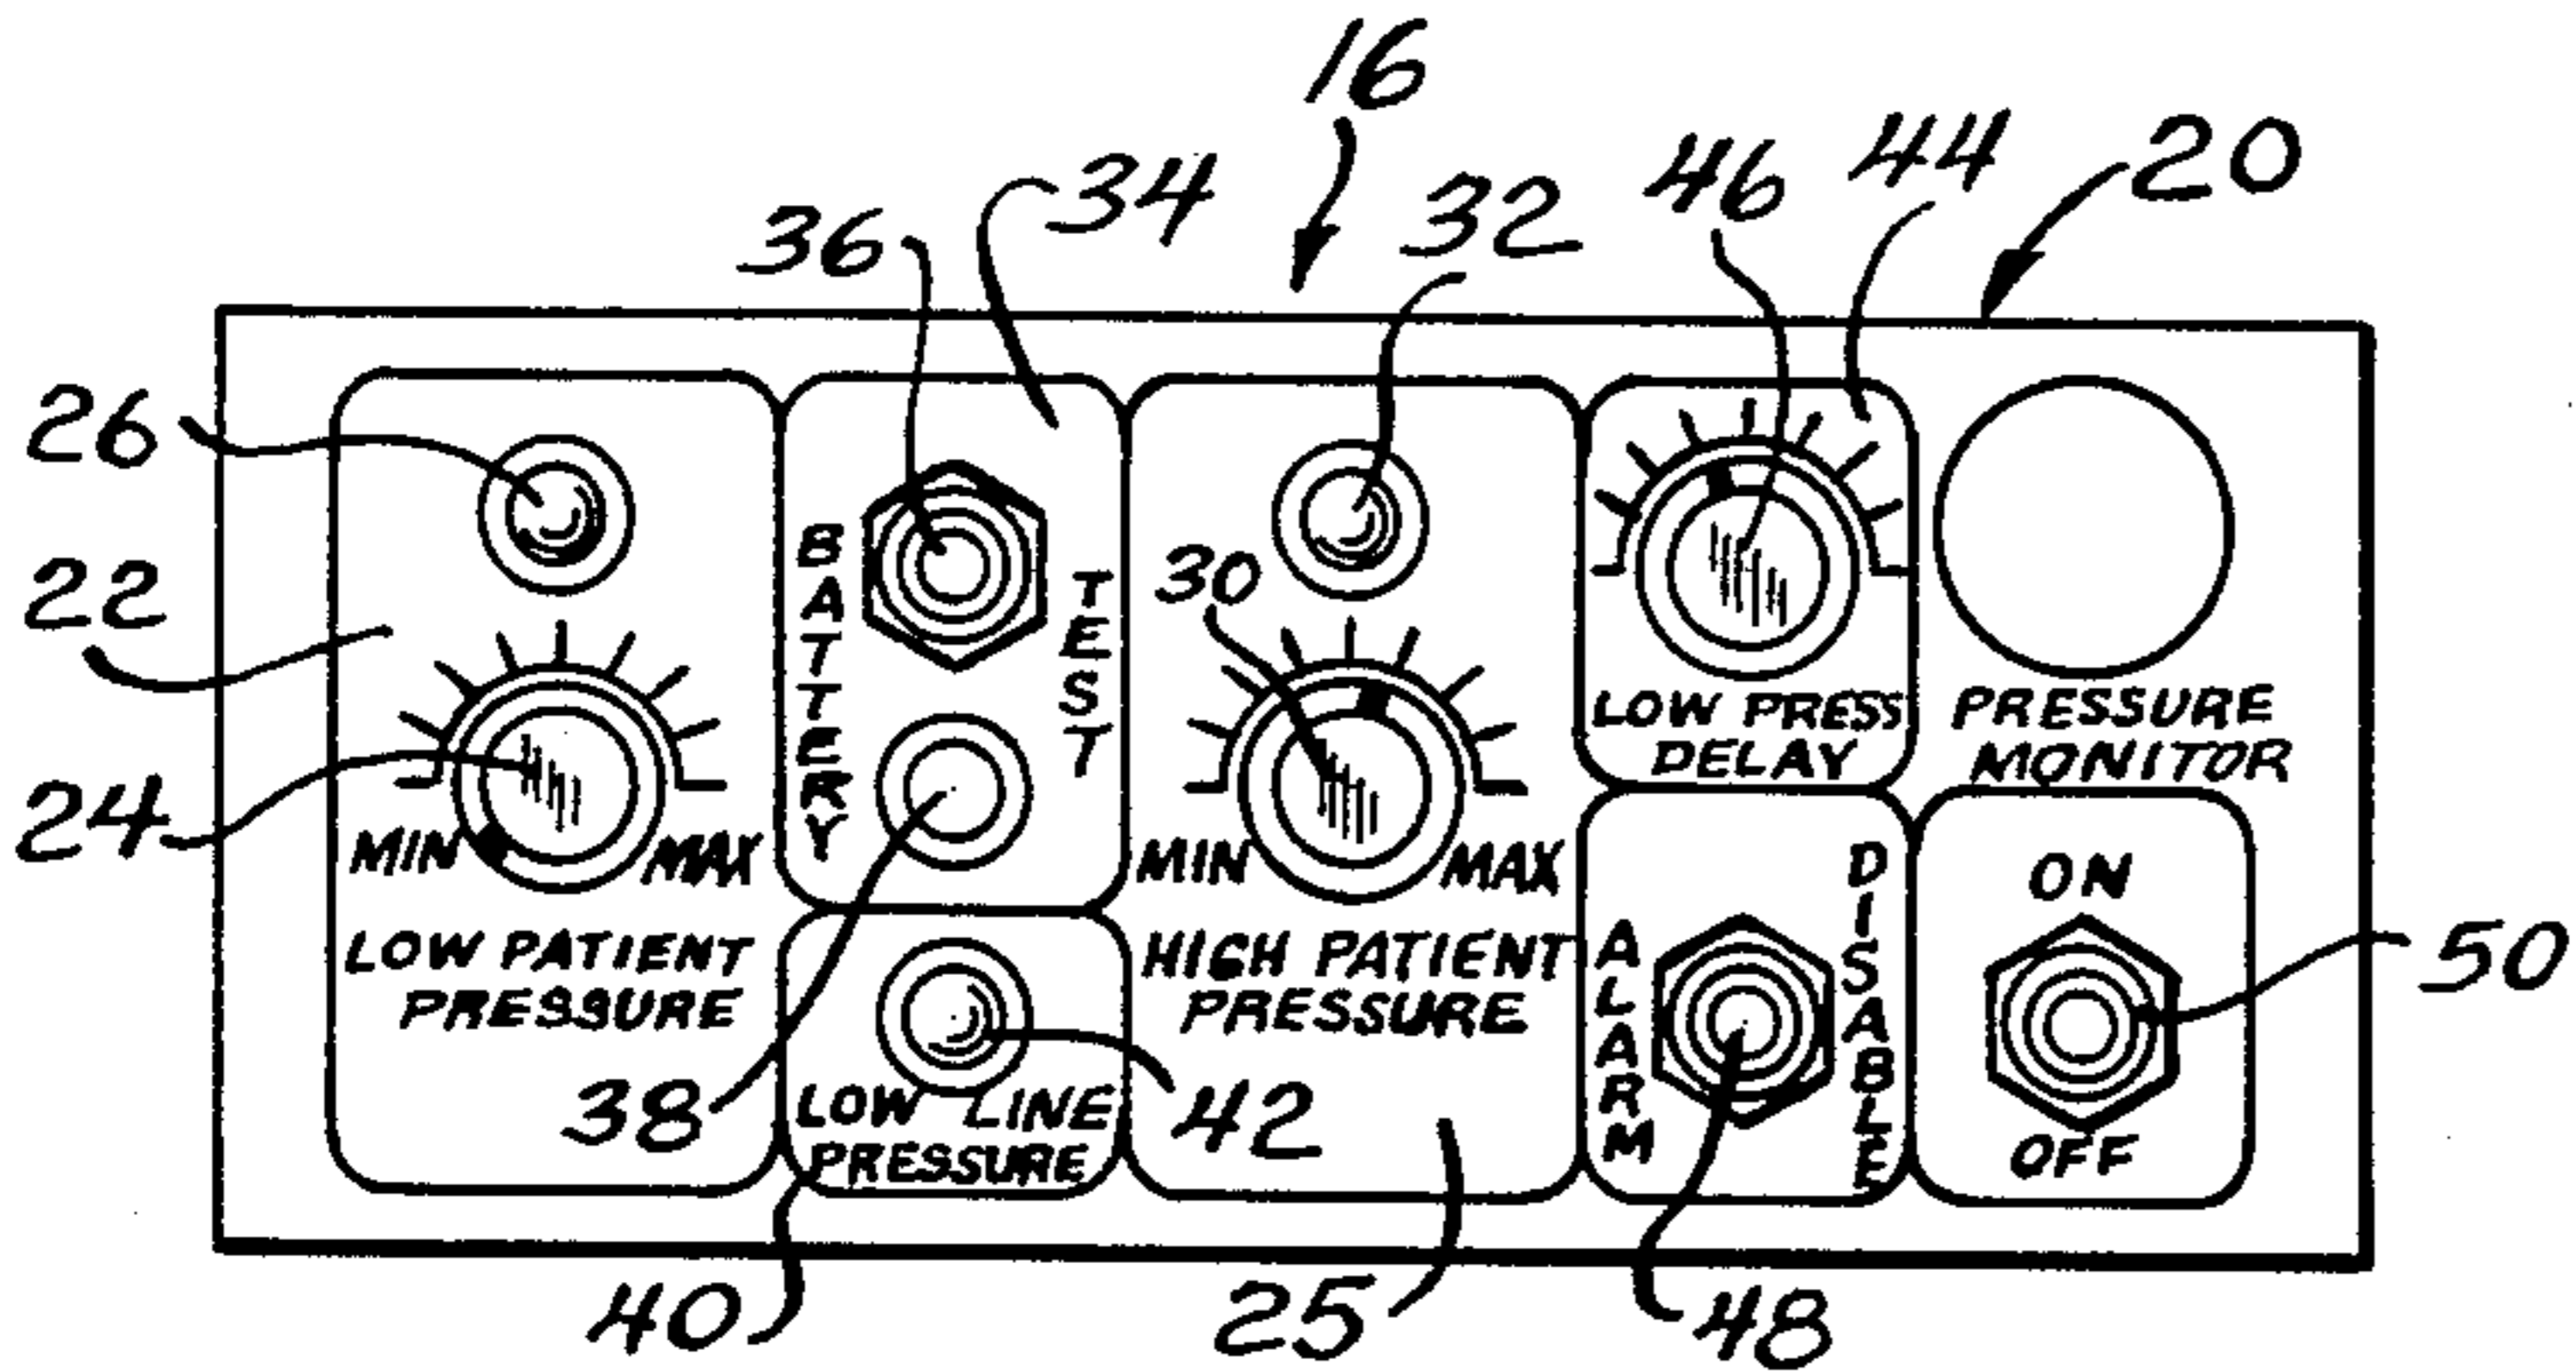 16
34
36
32
46
44
20
26
22
24
30
MIN
MAX
LOW PATIENT
PRESSURE
BATTERY
TEST
38
LOW LINE
PRESSURE
42
40
MIN
MAX
HIGH PATIENT
PRESSURE
25
LOW PRESS
DELAY
PRESSURE
MONITOR
ALARM
DISABLE
48
ON
OFF
50